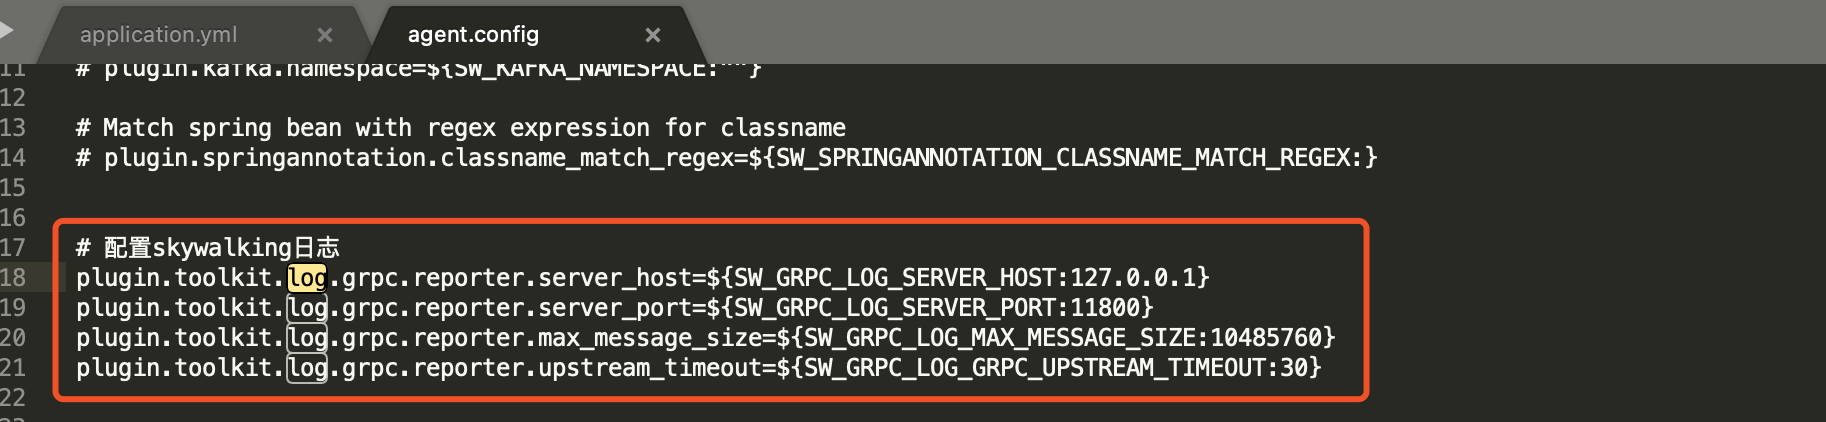 application.yml ×
agent.config ×
11 # plugin.kafka.namespace=${SW_KAFKA_NAMESPACE:""}
12
13 # Match spring bean with regex expression for classname
14 # plugin.springannotation.classname_match_regex=${SW_SPRINGANNOTATION_CLASSNAME_MATCH_REGEX:}
15
16
17 # 配置skywalking日志
18 plugin.toolkit.log.grpc.reporter.server_host=${SW_GRPC_LOG_SERVER_HOST:127.0.0.1}
19 plugin.toolkit.log.grpc.reporter.server_port=${SW_GRPC_LOG_SERVER_PORT:11800}
20 plugin.toolkit.log.grpc.reporter.max_message_size=${SW_GRPC_LOG_MAX_MESSAGE_SIZE:10485760}
21 plugin.toolkit.log.grpc.reporter.upstream_timeout=${SW_GRPC_LOG_GRPC_UPSTREAM_TIMEOUT:30}
22